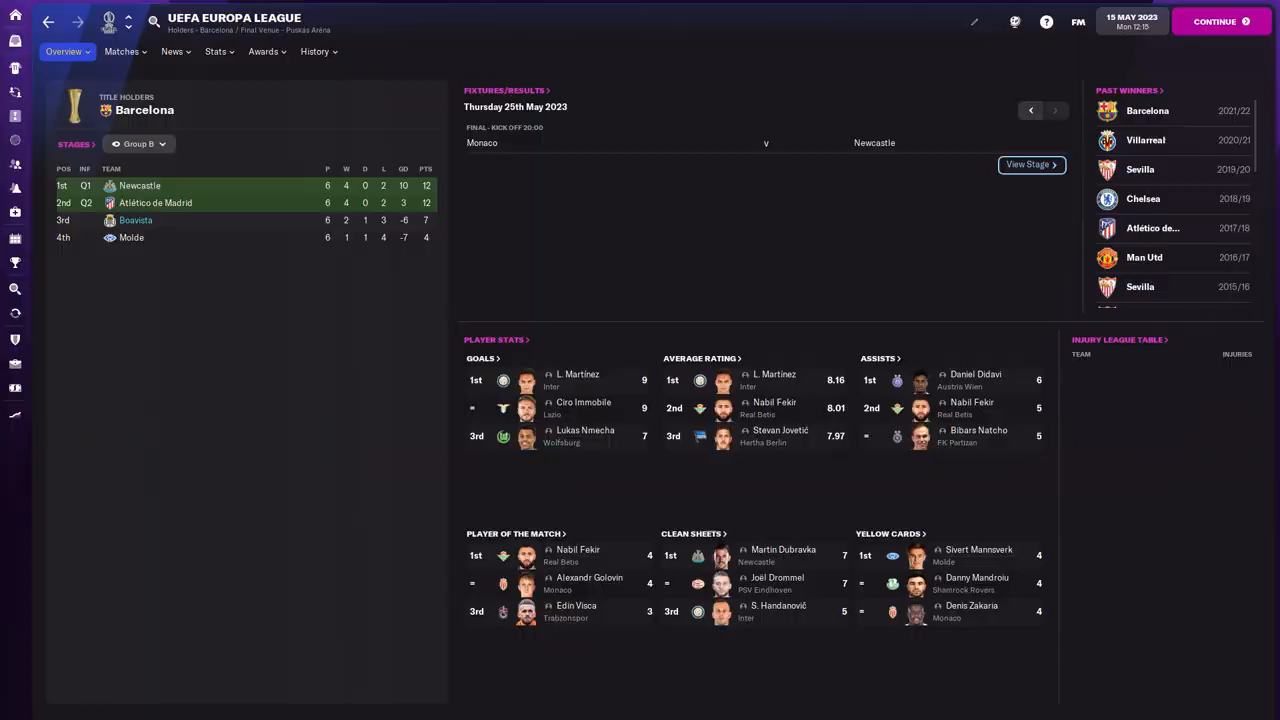 UEFA EUROPA LEAGUE
Holders - Barcelona / Final Venue - Puskás Aréna
FM
15 MAY 2023
Mon 12:15
CONTINUE
Overview
Matches
News
Stats
Awards
History
TITLE HOLDERS
Barcelona
STAGES
Group B
POS INF TEAM P W D L GD PTS
1st Q1 Newcastle 6 4 0 2 10 12
2nd Q2 Atlético de Madrid 6 4 0 2 3 12
3rd Boavista 6 2 1 3 -6 7
4th Molde 6 1 1 4 -7 4
FIXTURES/RESULTS
Thursday 25th May 2023
FINAL - KICK OFF 20:00
Monaco v Newcastle
View Stage
PAST WINNERS
Barcelona 2021/22
Villarreal 2020/21
Sevilla 2019/20
Chelsea 2018/19
Atlético de... 2017/18
Man Utd 2016/17
Sevilla 2015/16
PLAYER STATS
GOALS
1st L. Martínez 9
Inter
= Ciro Immobile 9
Lazio
3rd Lukas Nmecha 7
Wolfsburg
AVERAGE RATING
1st L. Martínez 8.16
Inter
2nd Nabil Fekir 8.01
Real Betis
3rd Stevan Jovetić 7.97
Hertha Berlin
ASSISTS
1st Daniel Didavi 6
Austria Wien
2nd Nabil Fekir 5
Real Betis
= Bibars Natcho 5
FK Partizan
INJURY LEAGUE TABLE
TEAM INJURIES
PLAYER OF THE MATCH
1st Nabil Fekir 4
Real Betis
= Alexandr Golovin 4
Monaco
3rd Edin Visca 3
Trabzonspor
CLEAN SHEETS
1st Martin Dubravka 7
Newcastle
= Joël Drommel 7
PSV Eindhoven
3rd S. Handanovič 5
Inter
YELLOW CARDS
1st Sivert Mannsverk 4
Molde
= Danny Mandroiu 4
Shamrock Rovers
= Denis Zakaria 4
Monaco